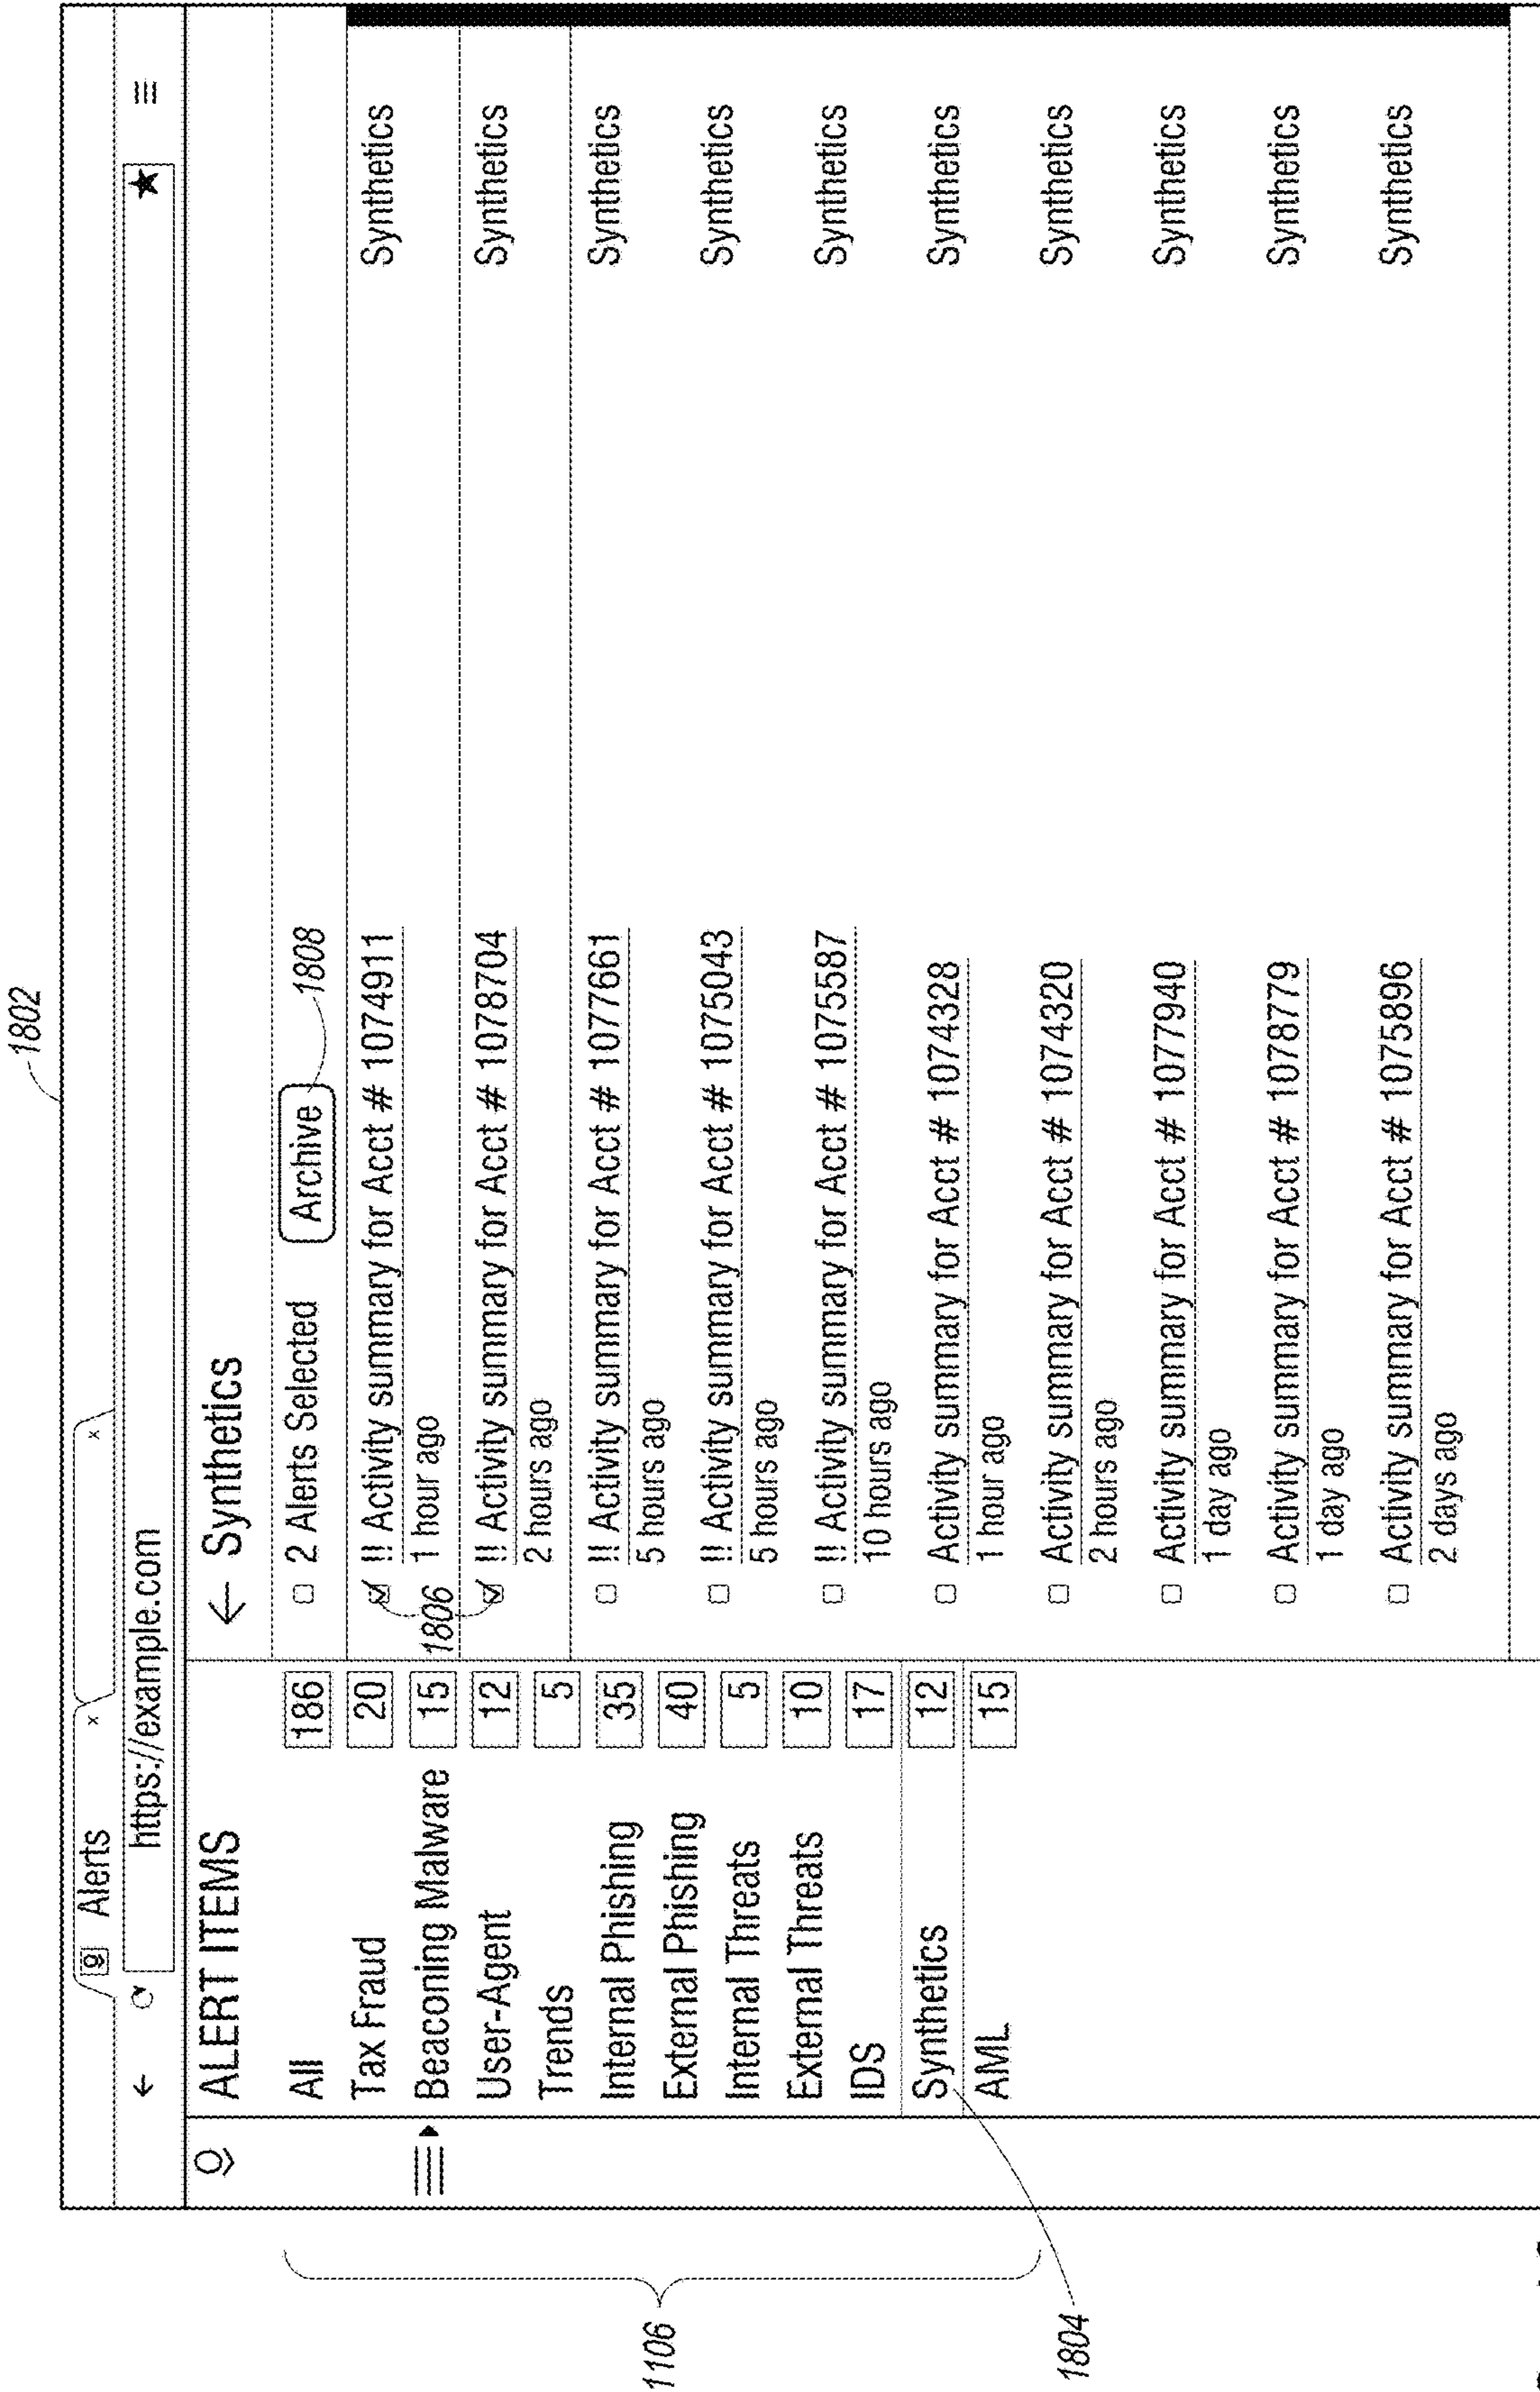 1802
Alerts x x
https://example.com
ALERT ITEMS
All 186
Tax Fraud 20
Beaconing Malware 15
User-Agent 12
Trends 5
Internal Phishing 35
External Phishing 40
Internal Threats 5
External Threats 10
IDS 17
Synthetics 12
AML 15
1106
1804
← Synthetics
2 Alerts Selected Archive 1808
!! Activity summary for Acct # 1074911 Synthetics
1 hour ago
1806
!! Activity summary for Acct # 1078704 Synthetics
2 hours ago
!! Activity summary for Acct # 1077661 Synthetics
5 hours ago
!! Activity summary for Acct # 1075043 Synthetics
5 hours ago
!! Activity summary for Acct # 1075587 Synthetics
10 hours ago
Activity summary for Acct # 1074328 Synthetics
1 hour ago
Activity summary for Acct # 1074320 Synthetics
2 hours ago
Activity summary for Acct # 1077940 Synthetics
1 day ago
Activity summary for Acct # 1078779 Synthetics
1 day ago
Activity summary for Acct # 1075896 Synthetics
2 days ago